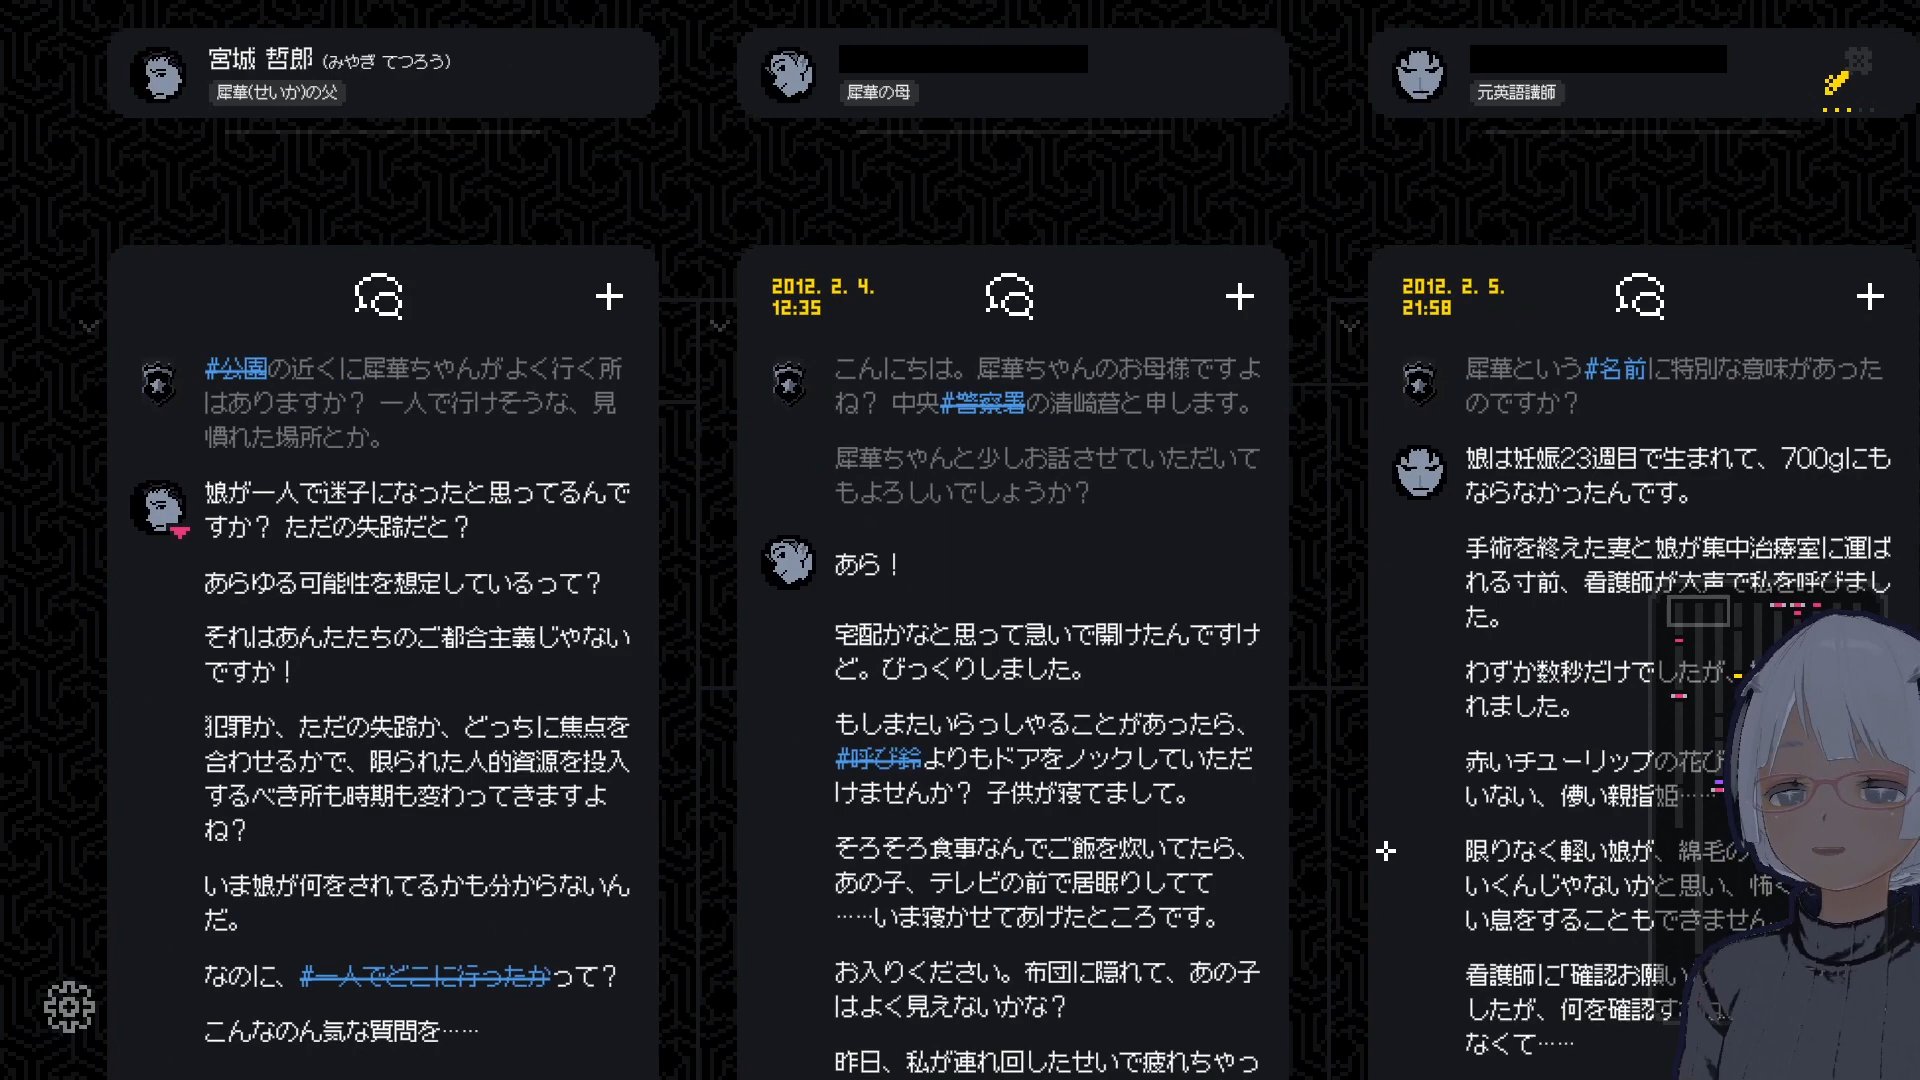 宮城 哲郎 (みやぎ てつろう)
犀華(せいか)の父
#公園の近くに犀華ちゃんがよく行く所
はありますか? 一人で行けそうな、見
慣れた場所とか。
娘が一人で迷子になったと思ってるんで
すか? ただの失踪だと?
あらゆる可能性を想定しているって?
それはあんたたちのご都合主義じゃない
ですか!
犯罪か、ただの失踪か、どっちに焦点を
合わせるかで、限られた人的資源を投入
するべき所も時期も変わってきますよ
ね?
いま娘が何をされてるかも分からないん
だ。
なのに、#一人でどこに行ったかって?
こんなのん気な質問を……
犀華の母
2012. 2. 4.
12:35
こんにちは。犀華ちゃんのお母様ですよ
ね? 中央#警察署の清崎蒼と申します。
犀華ちゃんと少しお話させていただいて
もよろしいでしょうか?
あら!
宅配かなと思って急いで開けたんですけ
ど。びっくりしました。
もしまたいらっしゃることがあったら、
#呼び鈴よりもドアをノックしていただ
けませんか? 子供が寝てまして。
そろそろ食事なんでご飯を炊いてたら、
あの子、テレビの前で居眠りしてて
……いま寝かせてあげたところです。
お入りください。布団に隠れて、あの子
はよく見えないかな?
昨日、私が連れ回したせいで疲れちゃっ
元英語講師
2012. 2. 5.
21:58
犀華という#名前に特別な意味があった
のですか?
娘は妊娠23週目で生まれて、700gにも
ならなかったんです。
手術を終えた妻と娘が集中治療室に運ば
れる寸前、看護師が大声で私を呼びまし
た。
わずか数秒だけでしたが、
れました。
赤いチューリップの花び
いない、儚い親指姫……
限りなく軽い娘が、綿毛の
いくんじゃないかと思い、怖く
い息をすることもできません
看護師に「確認お願い
したが、何を確認す
なくて……